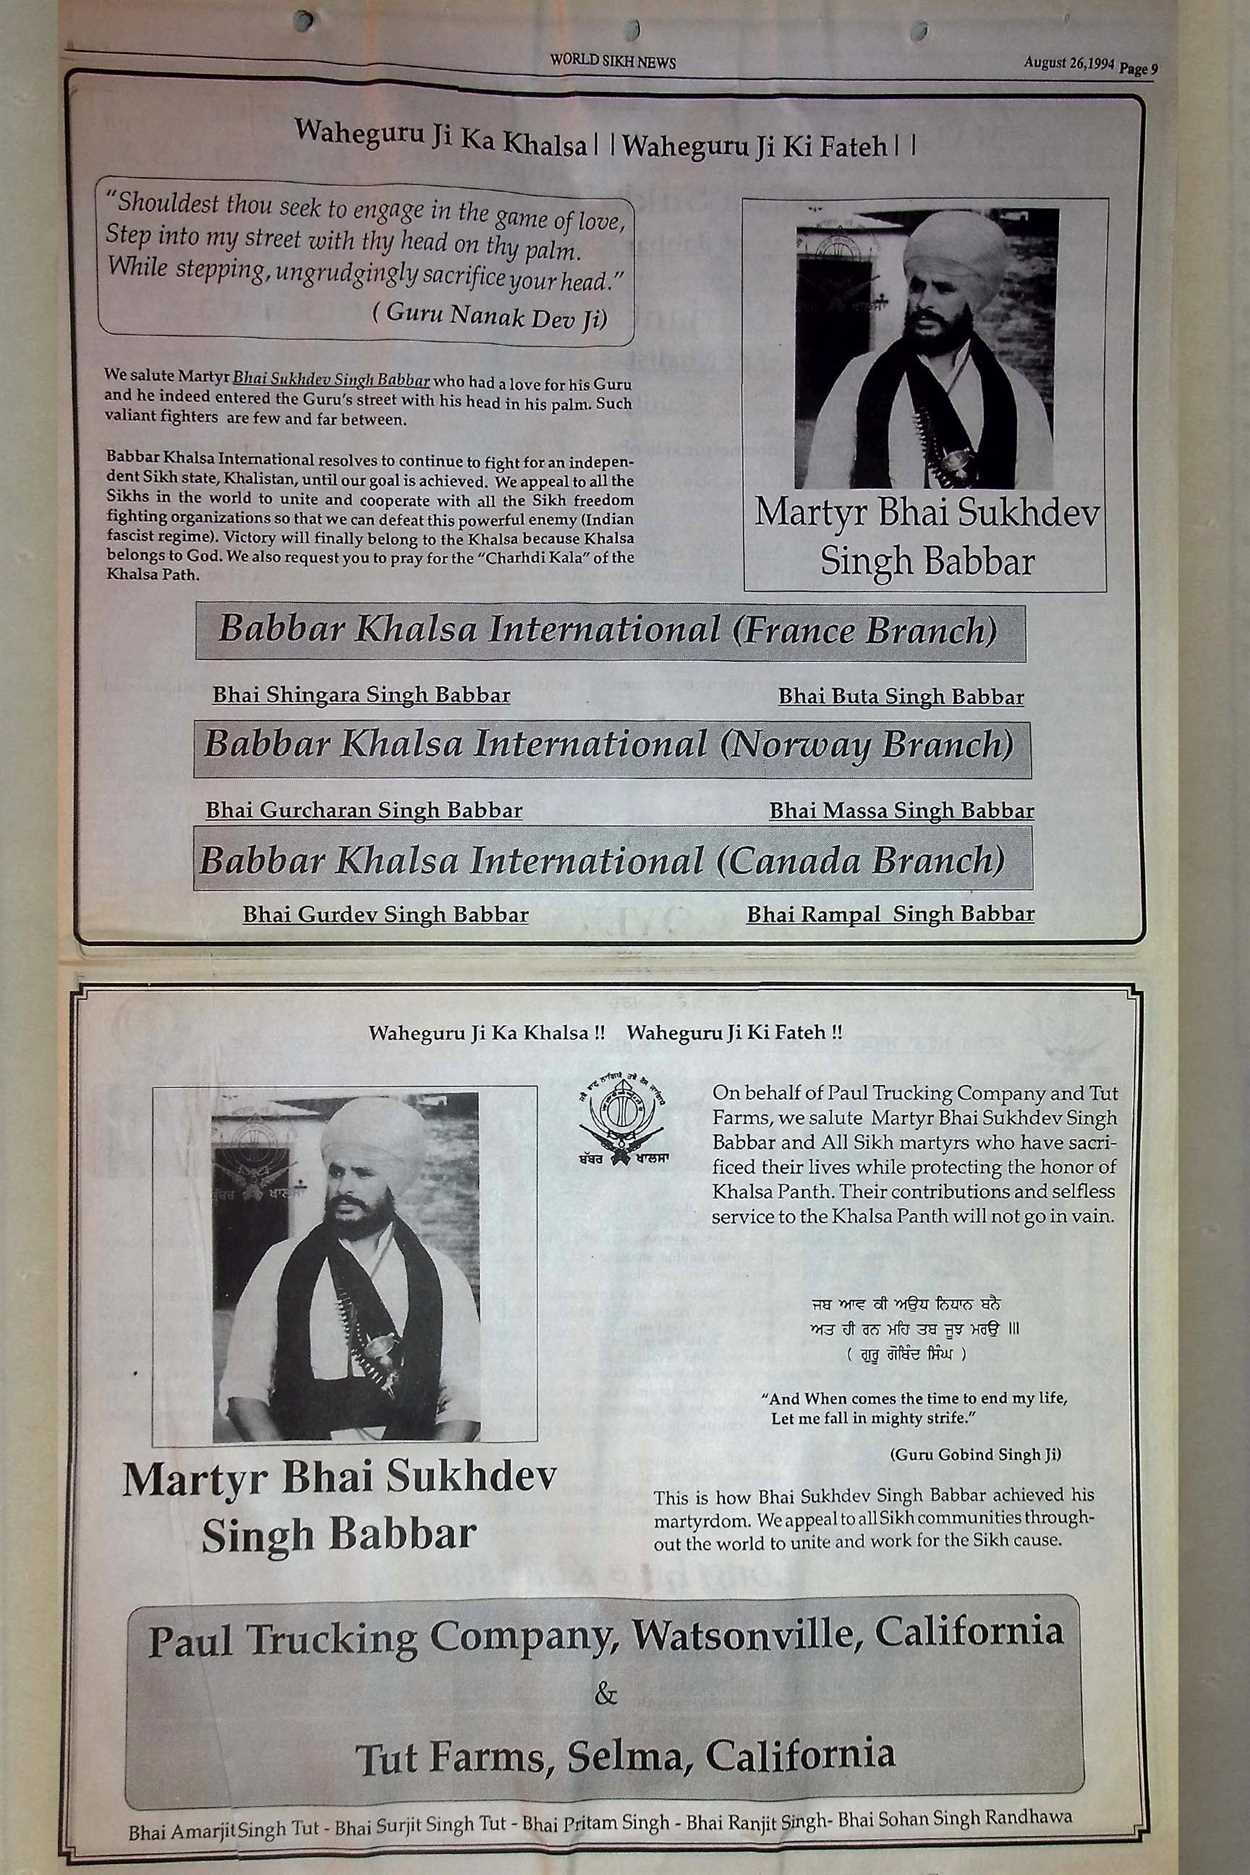 WORLD SIKH NEWS
August 26,1994 Page 9
Waheguru Ji Ka Khalsa| |Waheguru Ji Ki Fateh| |
"Shouldest thou seek to engage in the game of love,
Step into my street with thy head on thy palm.
While stepping, ungrudgingly sacrifice your head."
( Guru Nanak Dev Ji)
We salute Martyr Bhai Sukhdev Singh Babbar who had a love for his Guru
and he indeed entered the Guru's street with his head in his palm. Such
valiant fighters are few and far between.
Babbar Khalsa International resolves to continue to fight for an indepen-
dent Sikh state, Khalistan, until our goal is achieved. We appeal to all the
Sikhs in the world to unite and cooperate with all the Sikh freedom
fighting organizations so that we can defeat this powerful enemy (Indian
fascist regime). Victory will finally belong to the Khalsa because Khalsa
belongs to God. We also request you to pray for the "Charhdi Kala" of the
Khalsa Path.
Martyr Bhai Sukhdev
Singh Babbar
Babbar Khalsa International (France Branch)
Bhai Shingara Singh Babbar
Bhai Buta Singh Babbar
Babbar Khalsa International (Norway Branch)
Bhai Gurcharan Singh Babbar
Bhai Massa Singh Babbar
Babbar Khalsa International (Canada Branch)
Bhai Gurdev Singh Babbar
Bhai Rampal Singh Babbar
Waheguru Ji Ka Khalsa !! Waheguru Ji Ki Fateh !!
ਬੱਬਰ ਖਾਲਸਾ
Martyr Bhai Sukhdev
Singh Babbar
ਬੱਬਰ ਖਾਲਸਾ
On behalf of Paul Trucking Company and Tut
Farms, we salute Martyr Bhai Sukhdev Singh
Babbar and All Sikh martyrs who have sacri-
ficed their lives while protecting the honor of
Khalsa Panth. Their contributions and selfless
service to the Khalsa Panth will not go in vain.
ਜਬ ਆਵ ਕੀ ਅਉਧ ਨਿਧਾਨ ਬਨੈ
ਅਤ ਹੀ ਰਨ ਮਹਿ ਤਬ ਜੂਝ ਮਰਉ ॥।
( ਗੁਰੂ ਗੋਬਿੰਦ ਸਿੰਘ )
"And When comes the time to end my life,
Let me fall in mighty strife."
(Guru Gobind Singh Ji)
This is how Bhai Sukhdev Singh Babbar achieved his
martyrdom. We appeal to all Sikh communities through-
out the world to unite and work for the Sikh cause.
Paul Trucking Company, Watsonville, California
&
Tut Farms, Selma, California
Bhai Amarjit Singh Tut - Bhai Surjit Singh Tut - Bhai Pritam Singh - Bhai Ranjit Singh- Bhai Sohan Singh Randhawa